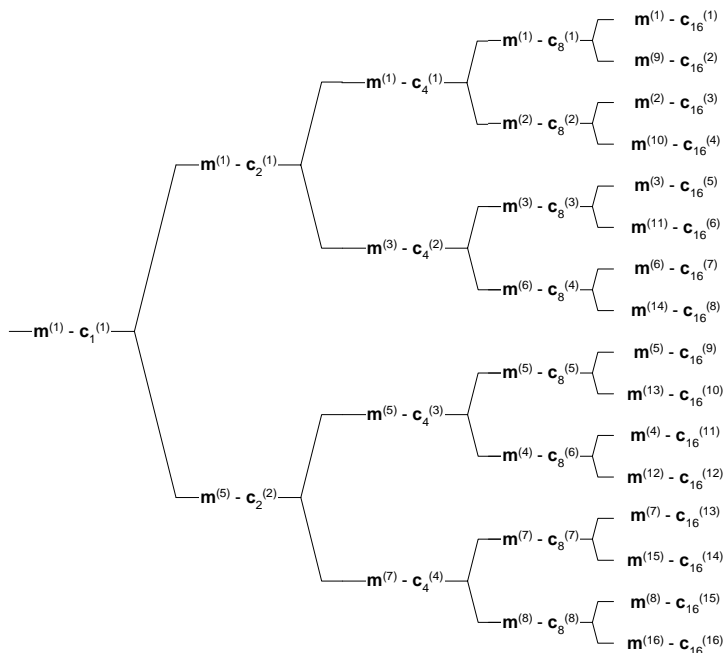 m(1) - c16(1)
m(1) - c8(1)
m(9) - c16(2)
m(1) - c4(1)
m(2) - c16(3)
m(2) - c8(2)
m(10) - c16(4)
m(1) - c2(1)
m(3) - c16(5)
m(3) - c8(3)
m(11) - c16(6)
m(3) - c4(2)
m(6) - c16(7)
m(6) - c8(4)
m(14) - c16(8)
m(1) - c1(1)
m(5) - c16(9)
m(5) - c8(5)
m(13) - c16(10)
m(5) - c4(3)
m(4) - c16(11)
m(4) - c8(6)
m(12) - c16(12)
m(5) - c2(2)
m(7) - c16(13)
m(7) - c8(7)
m(15) - c16(14)
m(7) - c4(4)
m(8) - c16(15)
m(8) - c8(8)
m(16) - c16(16)